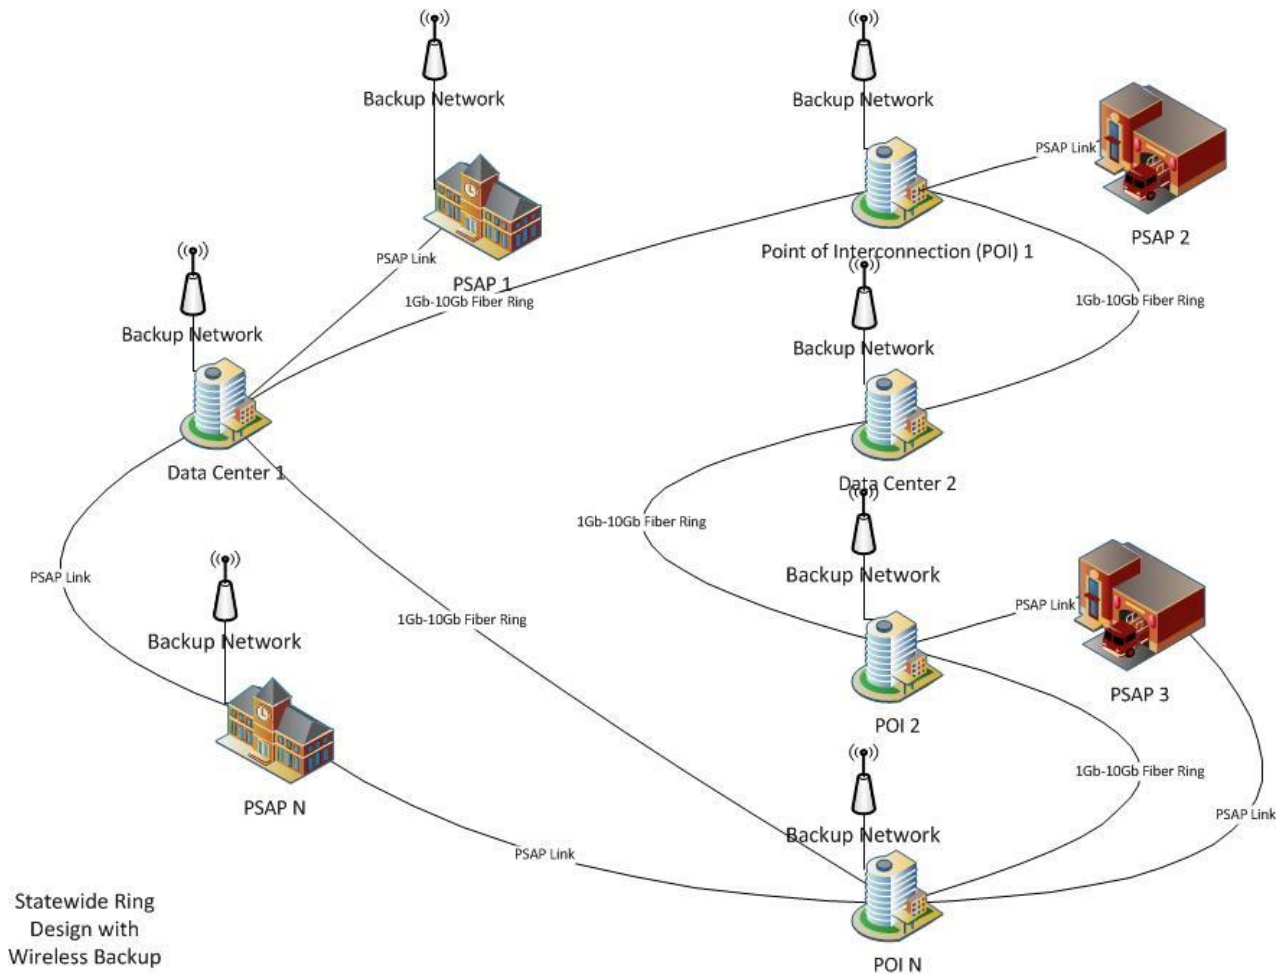 Backup Network
Backup Network
PSAP Link
PSAP 2
Point of Interconnection (POI) 1
PSAP Link
PSAP 1
1Gb-10Gb Fiber Ring
1Gb-10Gb Fiber Ring
Backup Network
Backup Network
Data Center 1
Data Center 2
1Gb-10Gb Fiber Ring
PSAP Link
Backup Network
PSAP Link
1Gb-10Gb Fiber Ring
Backup Network
PSAP 3
POI 2
1Gb-10Gb Fiber Ring
PSAP N
PSAP Link
Backup Network
PSAP Link
Statewide Ring
Design with
Wireless Backup
POI N